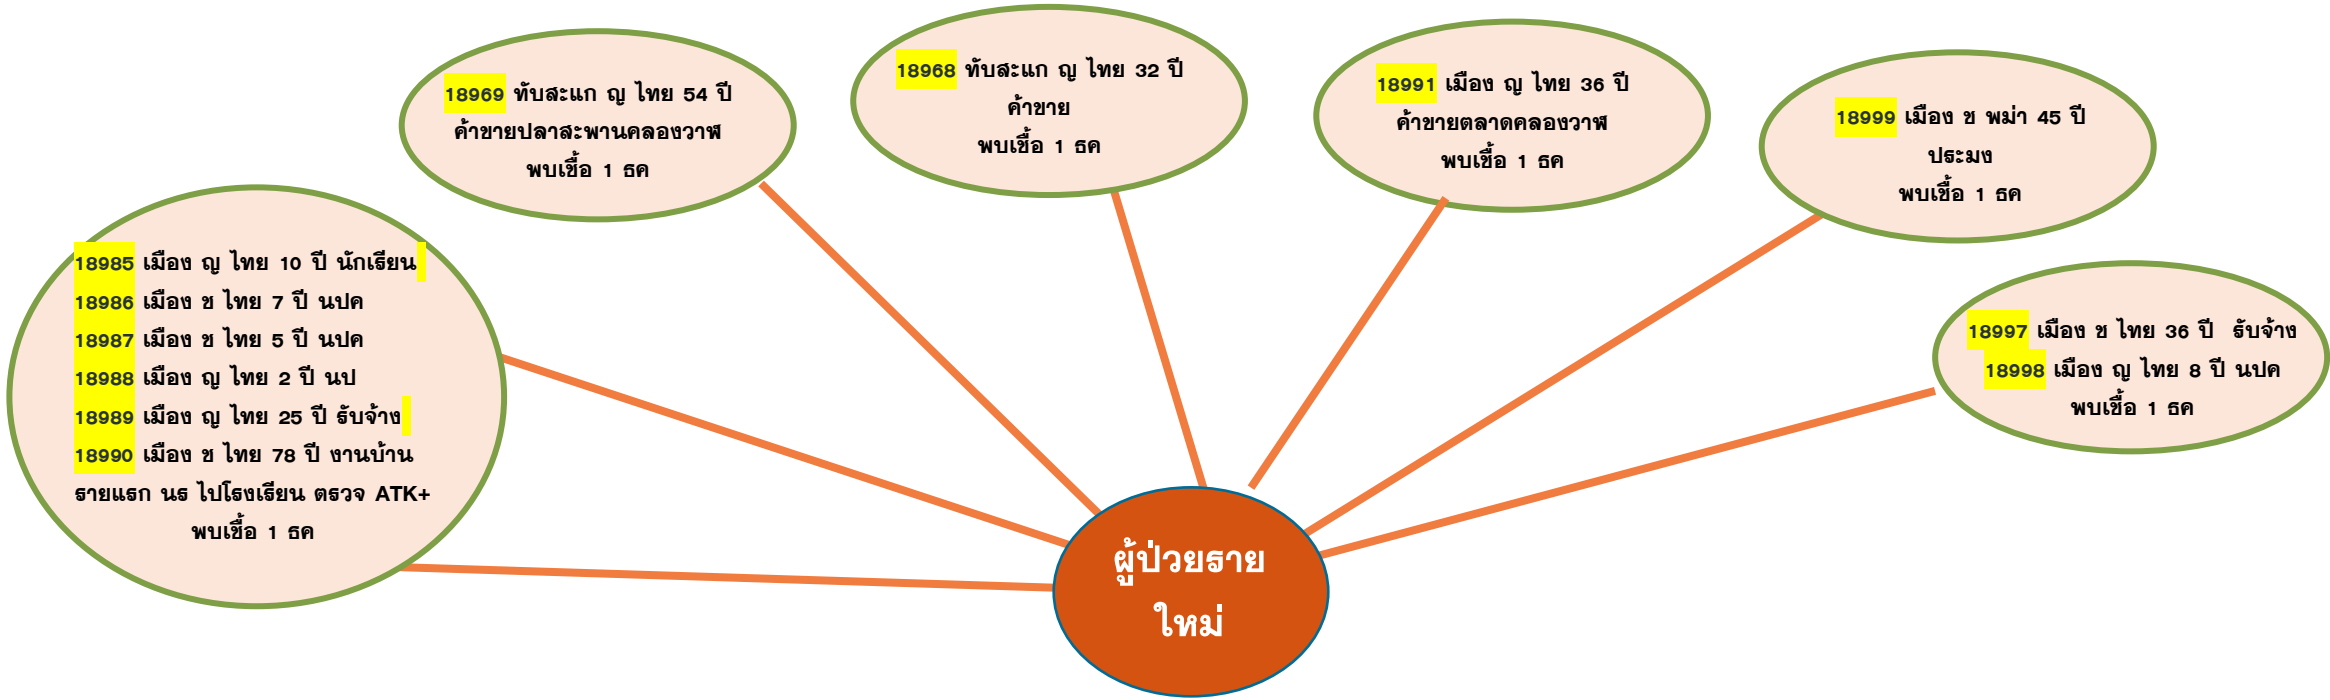 18969 ทับสะแก ญ ไทย 54 ปี
ค้าขายปลาสะพานคลองวาฬ
พบเชื้อ 1 ธค
18968 ทับสะแก ญ ไทย 32 ปี
ค้าขาย
พบเชื้อ 1 ธค
18991 เมือง ญ ไทย 36 ปี
ค้าขายตลาดคลองวาฬ
พบเชื้อ 1 ธค
18999 เมือง ช พม่า 45 ปี
ประมง
พบเชื้อ 1 ธค
18985 เมือง ญ ไทย 10 ปี นักเรียน
18986 เมือง ช ไทย 7 ปี นปค
18987 เมือง ช ไทย 5 ปี นปค
18988 เมือง ญ ไทย 2 ปี นป
18989 เมือง ญ ไทย 25 ปี รับจ้าง
18990 เมือง ช ไทย 78 ปี งานบ้าน
รายแรก นร ไปโรงเรียน ตรวจ ATK+
พบเชื้อ 1 ธค
18997 เมือง ช ไทย 36 ปี  รับจ้าง
18998 เมือง ญ ไทย 8 ปี นปค
พบเชื้อ 1 ธค
ผู้ป่วยราย
ใหม่